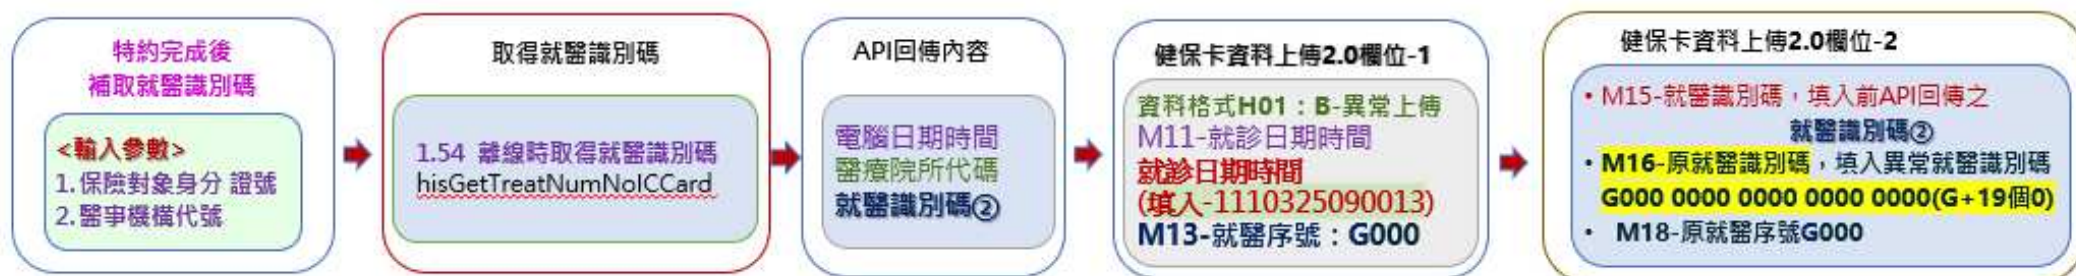 特約完成後
補取就醫識別碼
<輸入參數>
1.保險對象身分 證號
2.醫事機構代號
取得就醫識別碼
1.54 離線時取得就醫識別碼
hisGetTreatNumNoICCard
API回傳內容
電腦日期時間
醫療院所代碼
就醫識別碼②
健保卡資料上傳2.0欄位-1
資料格式H01：B-異常上傳
M11-就診日期時間
就診日期時間
(填入-1110325090013)
M13-就醫序號：G000
健保卡資料上傳2.0欄位-2
• M15-就醫識別碼，填入前API回傳之
就醫識別碼②
• M16-原就醫識別碼，填入異常就醫識別碼
G000 0000 0000 0000 0000(G+19個0)
• M18-原就醫序號G000